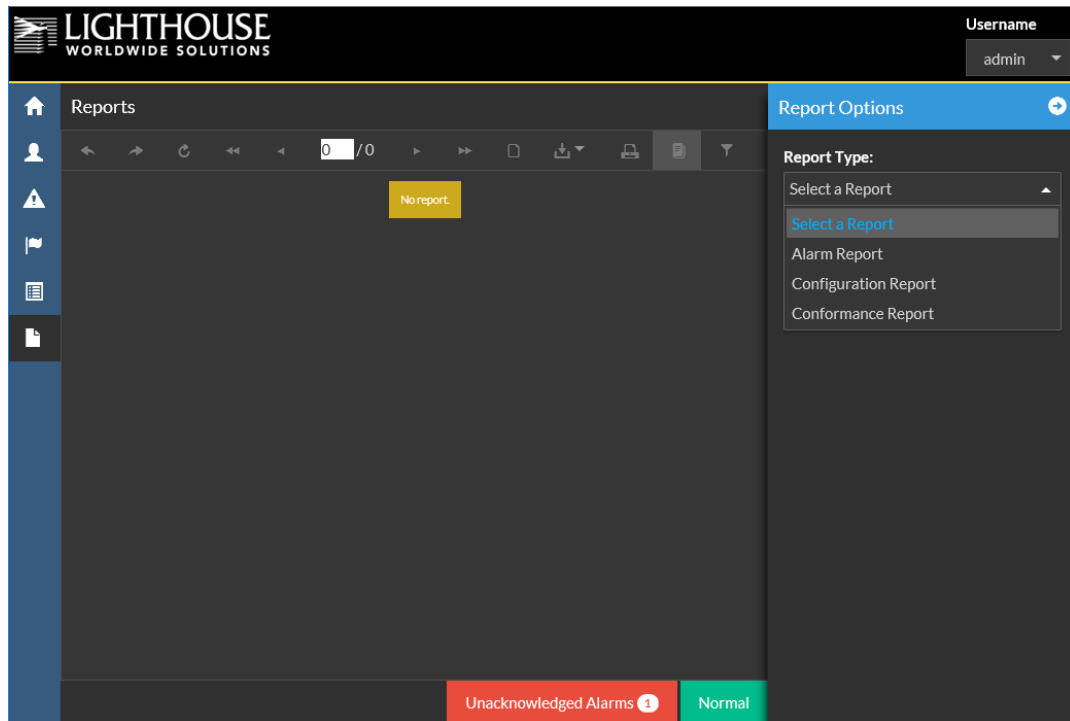 LIGHTHOUSE
WORLDWIDE SOLUTIONS
Username
admin
Reports
Report Options
0 / 0
Report Type:
No report.
Select a Report
Select a Report
Alarm Report
Configuration Report
Conformance Report
Unacknowledged Alarms 1
Normal